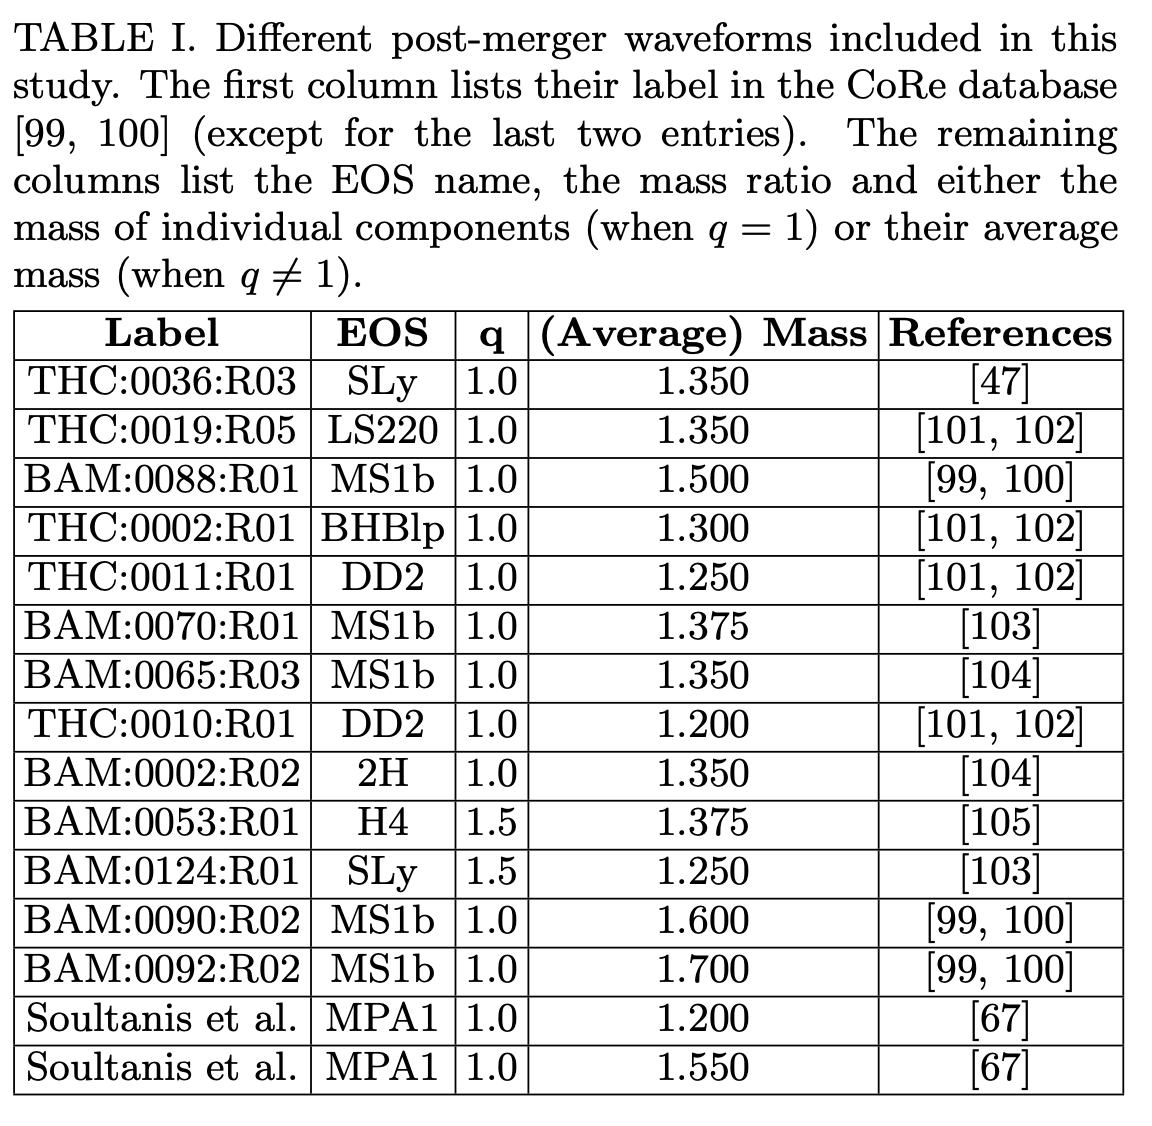 TABLE I. Different post-merger waveforms included in this
study. The first column lists their label in the CoRe database
[99, 100] (except for the last two entries). The remaining
columns list the EOS name, the mass ratio and either the
mass of individual components (when q = 1) or their average
mass (when q ≠ 1).
Label EOS q (Average) Mass References
THC:0036:R03 SLy 1.0 1.350 [47]
THC:0019:R05 LS220 1.0 1.350 [101, 102]
BAM:0088:R01 MS1b 1.0 1.500 [99, 100]
THC:0002:R01 BHBlp 1.0 1.300 [101, 102]
THC:0011:R01 DD2 1.0 1.250 [101, 102]
BAM:0070:R01 MS1b 1.0 1.375 [103]
BAM:0065:R03 MS1b 1.0 1.350 [104]
THC:0010:R01 DD2 1.0 1.200 [101, 102]
BAM:0002:R02 2H 1.0 1.350 [104]
BAM:0053:R01 H4 1.5 1.375 [105]
BAM:0124:R01 SLy 1.5 1.250 [103]
BAM:0090:R02 MS1b 1.0 1.600 [99, 100]
BAM:0092:R02 MS1b 1.0 1.700 [99, 100]
Soultanis et al. MPA1 1.0 1.200 [67]
Soultanis et al. MPA1 1.0 1.550 [67]